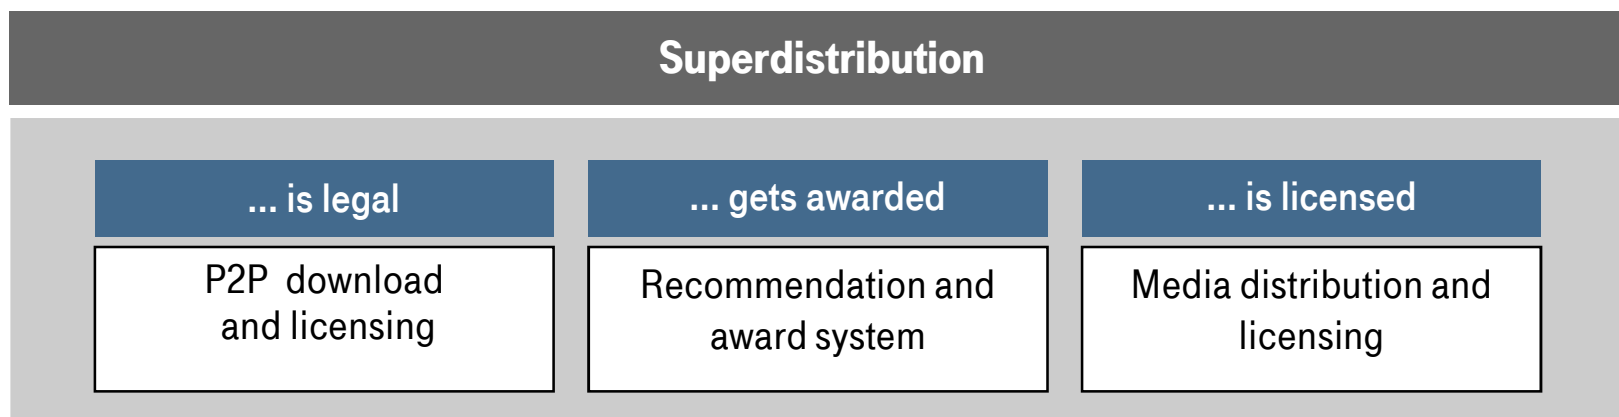 Superdistribution
... is legal
P2P download
and licensing
... gets awarded
Recommendation and
award system
... is licensed
Media distribution and
licensing